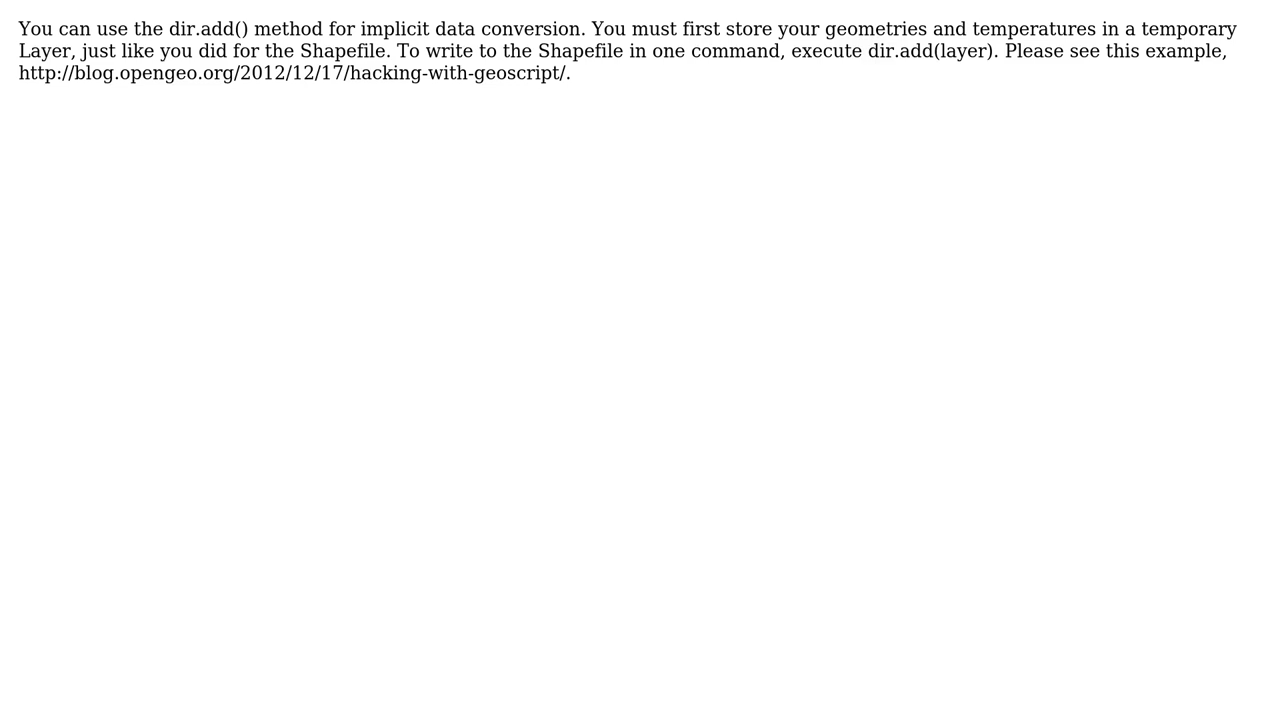 You can use the dir.add() method for implicit data conversion. You must first store your geometries and temperatures in a temporary
Layer, just like you did for the Shapefile. To write to the Shapefile in one command, execute dir.add(layer). Please see this example,
http://blog.opengeo.org/2012/12/17/hacking-with-geoscript/.